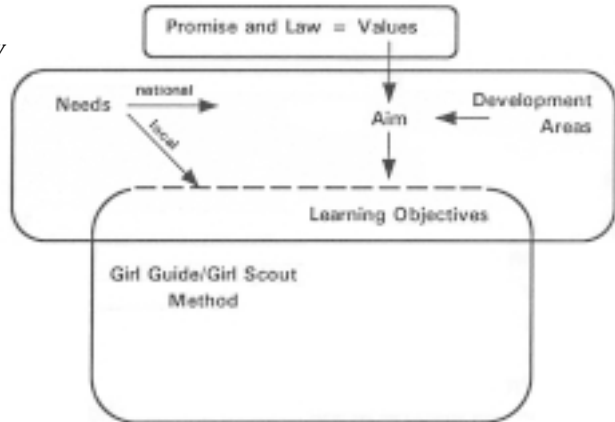 Promise and Law = Values
y
Needs
national
local
Aim
Development
Areas
Learning Objectives
Girl Guide/Girl Scout
Method